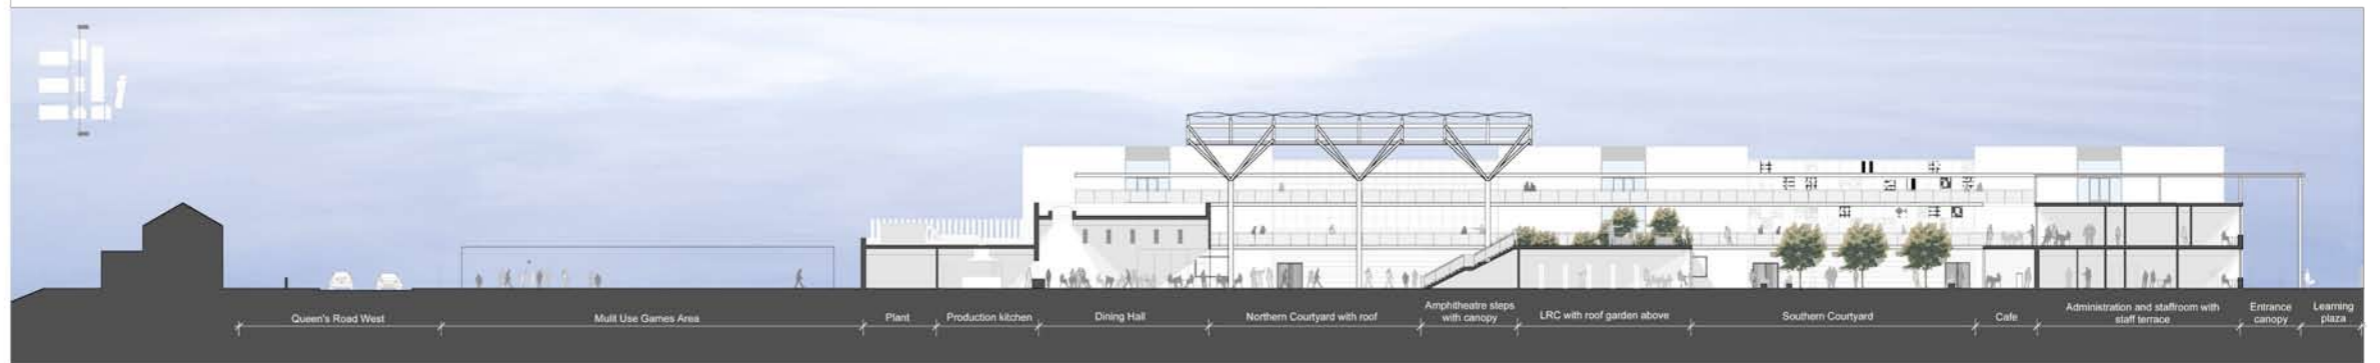 Queen's Road West
Mulit Use Games Area
Plant
Production kitchen
Dining Hall
Northern Courtyard with roof
Amphitheatre steps
with canopy
LRC with roof garden above
Southern Courtyard
Cafe
Administration and staffroom with
staff terrace
Entrance
canopy
Learning
plaza